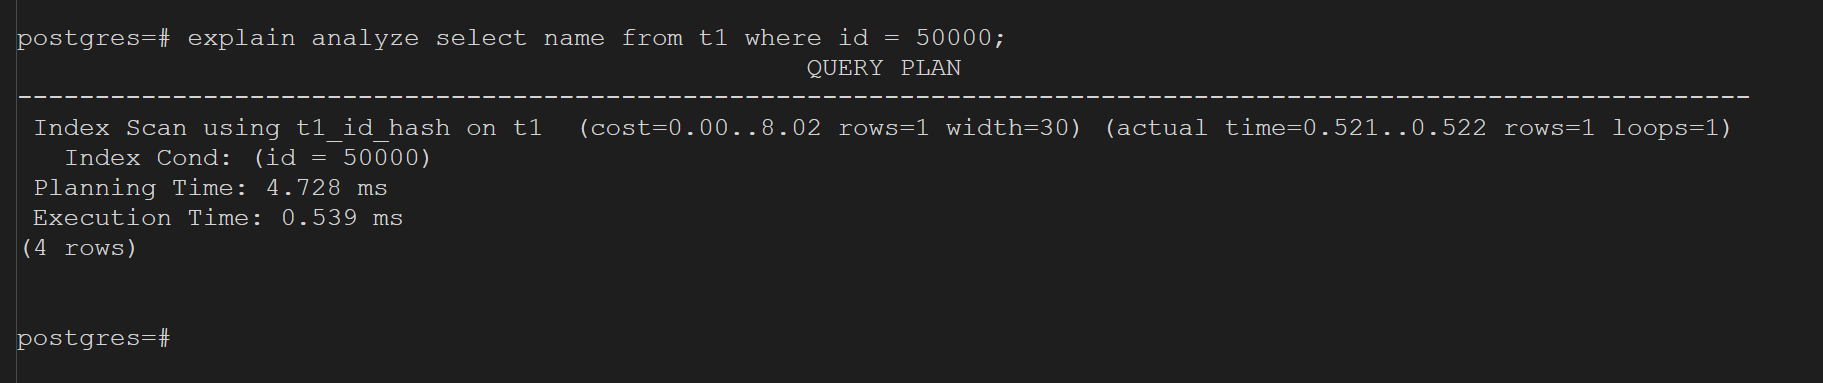 postgres=# explain analyze select name from t1 where id = 50000;
QUERY PLAN
-----------------------------------------------------------------------------------------------------------------
Index Scan using t1_id_hash on t1  (cost=0.00..8.02 rows=1 width=30) (actual time=0.521..0.522 rows=1 loops=1)
Index Cond: (id = 50000)
Planning Time: 4.728 ms
Execution Time: 0.539 ms
(4 rows)
postgres=#